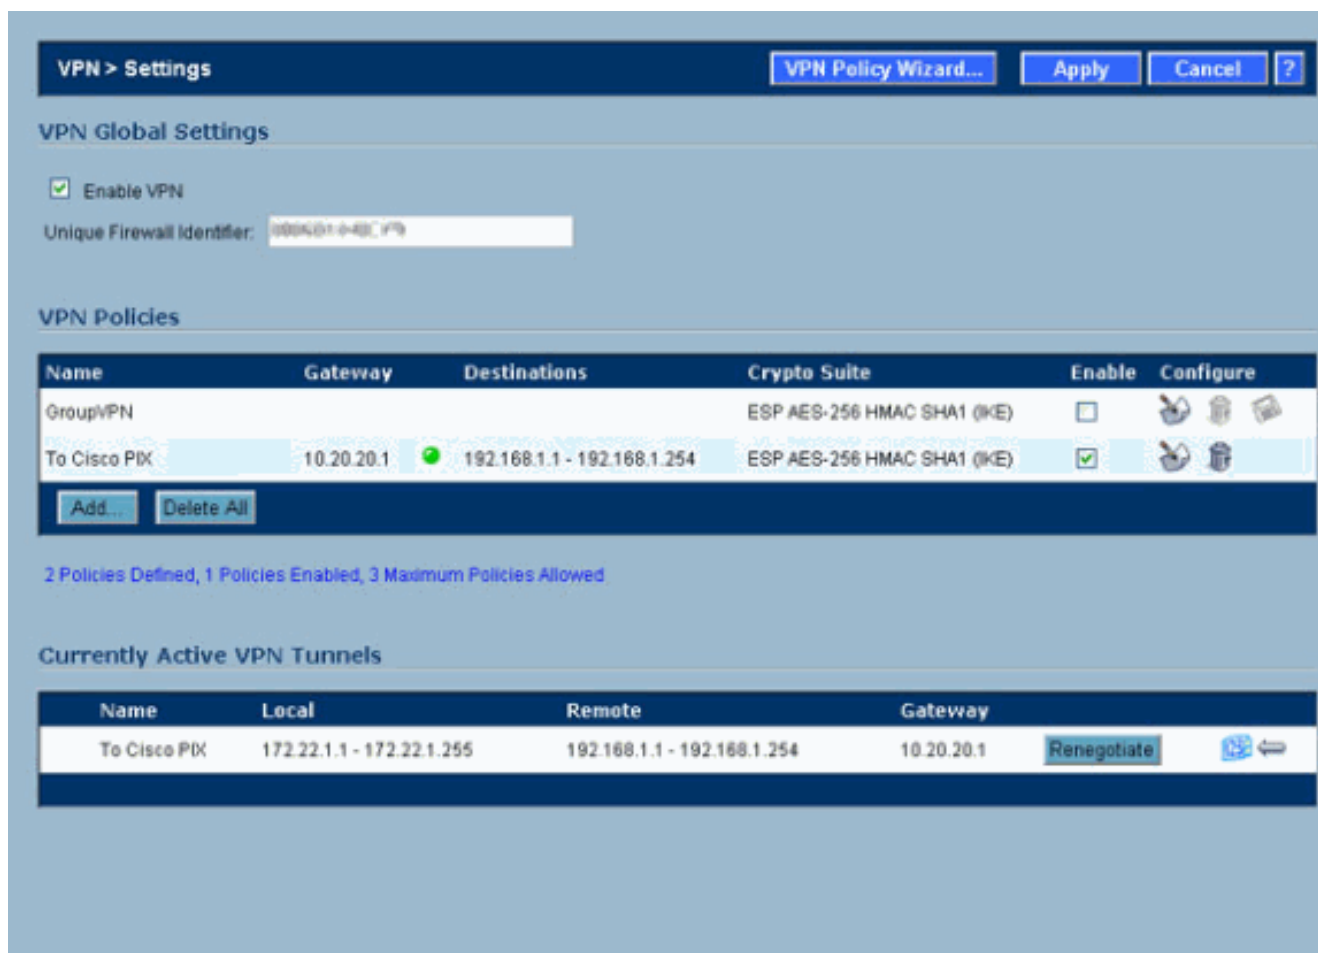 VPN > Settings VPN Policy Wizard... Apply Cancel ?
VPN Global Settings
Enable VPN
Unique Firewall Identifier:
VPN Policies
Name Gateway Destinations Crypto Suite Enable Configure
GroupVPN ESP AES-256 HMAC SHA1 (IKE)
To Cisco PIX 10.20.20.1 192.168.1.1 - 192.168.1.254 ESP AES-256 HMAC SHA1 (IKE)
Add... Delete All
2 Policies Defined, 1 Policies Enabled, 3 Maximum Policies Allowed
Currently Active VPN Tunnels
Name Local Remote Gateway
To Cisco PIX 172.22.1.1 - 172.22.1.255 192.168.1.1 - 192.168.1.254 10.20.20.1 Renegotiate